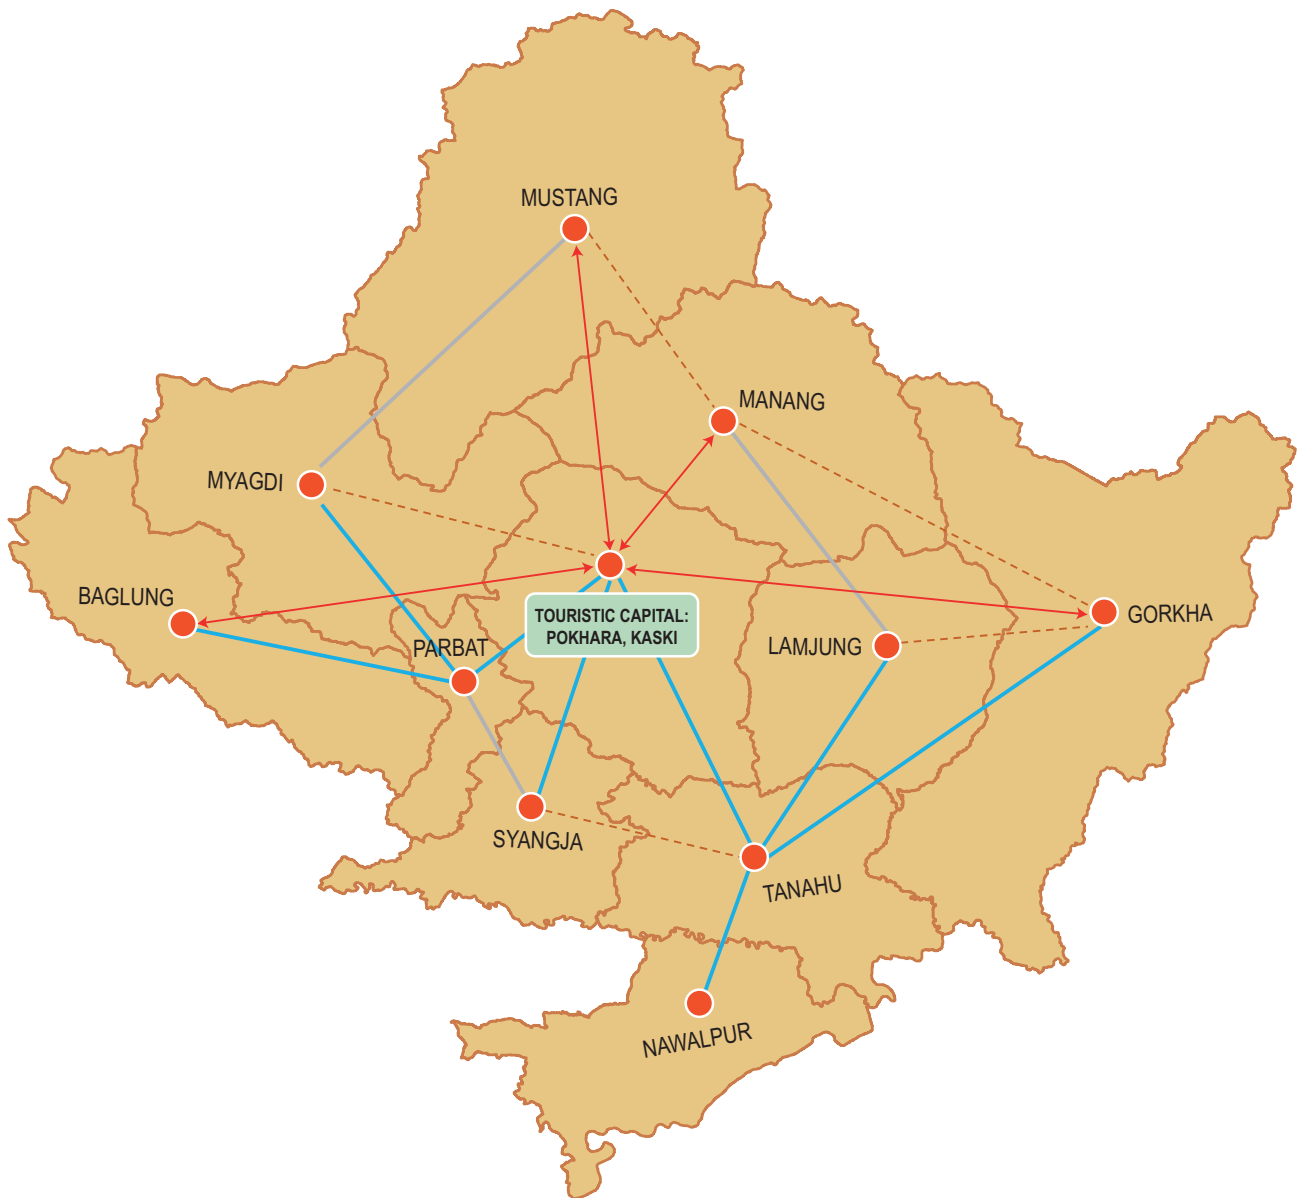 MUSTANG
MANANG
MYAGDI
BAGLUNG
TOURISTIC CAPITAL:
POKHARA, KASKI
GORKHA
PARBAT
LAMJUNG
SYANGJA
TANAHU
NAWALPUR